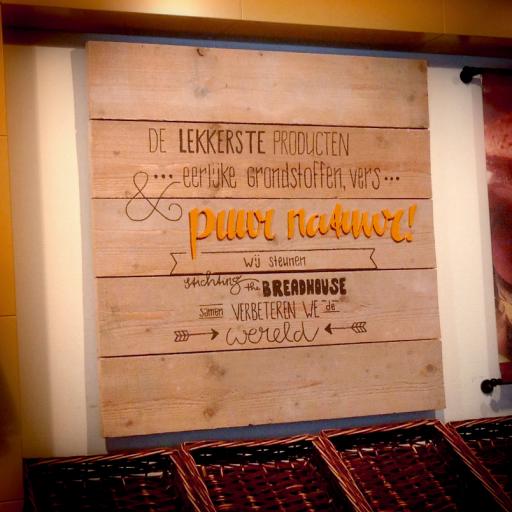 DE LEKKERSTE PRODUCTEN
... eerlijke grondstoffen, vers ...
& puur natuur!
wij steunen
stichting the BREADHOUSE
samen VERBETEREN WE de
wereld